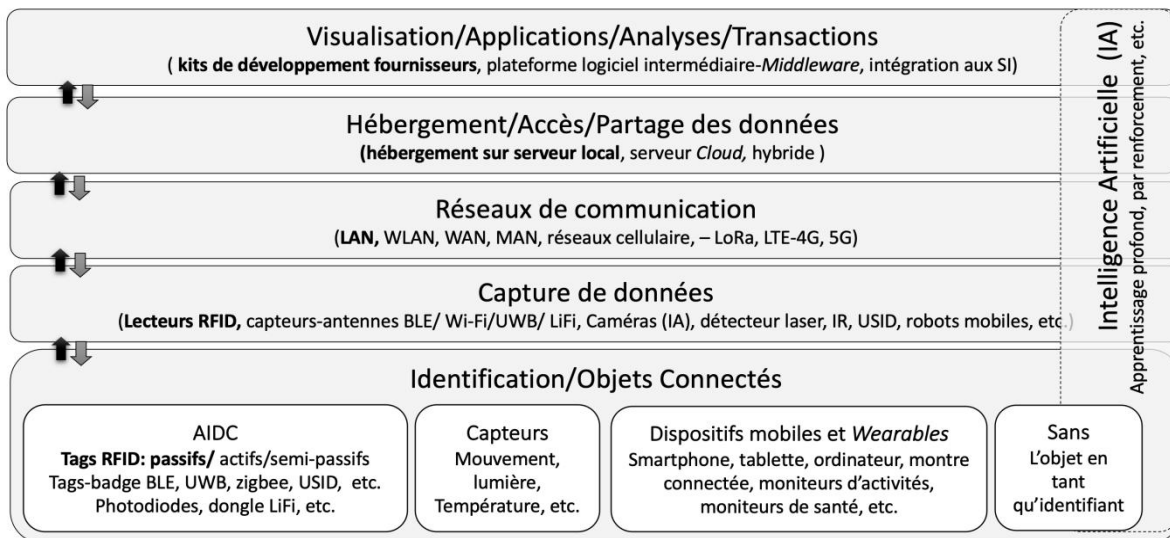 Visualisation/Applications/Analyses/Transactions
( kits de développement fournisseurs, plateforme logiciel intermédiaire-Middleware, intégration aux SI)
Hébergement/Accès/Partage des données
(hébergement sur serveur local, serveur Cloud, hybride )
Réseaux de communication
(LAN, WLAN, WAN, MAN, réseaux cellulaire, – LoRa, LTE-4G, 5G)
Capture de données
(Lecteurs RFID, capteurs-antennes BLE/ Wi-Fi/UWB/ LiFi, Caméras (IA), détecteur laser, IR, USID, robots mobiles, etc.)
Identification/Objets Connectés
AIDC
Tags RFID: passifs/ actifs/semi-passifs
Tags-badge BLE, UWB, zigbee, USID, etc.
Photodiodes, dongle LiFi, etc.
Capteurs
Mouvement,
lumière,
Température, etc.
Dispositifs mobiles et Wearables
Smartphone, tablette, ordinateur, montre
connectée, moniteurs d’activités,
moniteurs de santé, etc.
Sans
L’objet en
tant
qu’identifiant
Intelligence Artificielle (IA)
Apprentissage profond, par renforcement, etc.